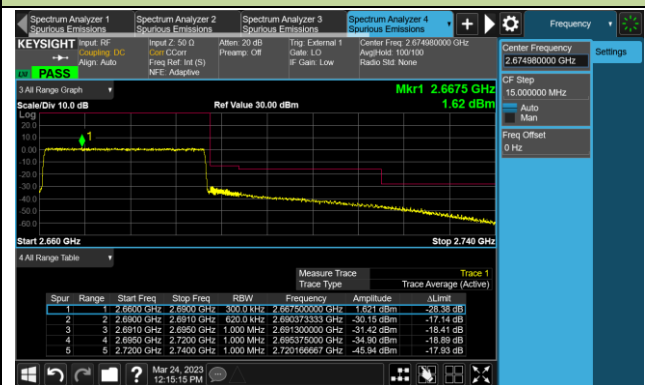 Spectrum Analyzer 1 Spectrum Analyzer 2 Spectrum Analyzer 3 Spectrum Analyzer 4 Frequency
Spurious Emissions Spurious Emissions Spurious Emissions Spurious Emissions
KEYSIGHT Input: RF Input Z: 50 Ω Atten: 20 dB Trig: External 1 Center Freq: 2.674980000 GHz
Coupling: DC Corr CCorr Preamp: Off Gate: LO Avg|Hold: 100/100
Align: Auto Freq Ref: Int (S) IF Gain: Low Radio Std: None
NFE: Adaptive
PASS
Center Frequency
2.674980000 GHz
Settings
CF Step
15.000000 MHz
Auto
Man
Freq Offset
0 Hz
3 All Range Graph Mkr1 2.6675 GHz
Scale/Div 10.0 dB Ref Value 30.00 dBm 1.62 dBm
Log
20.0
10.0
1
0.00
-10.0
-20.0
-30.0
-40.0
-50.0
-60.0
Start 2.660 GHz Stop 2.740 GHz
4 All Range Table
Measure Trace Trace 1
Trace Type Trace Average (Active)
Spur Range Start Freq Stop Freq RBW Frequency Amplitude ΔLimit
1 1 2.6600 GHz 2.6900 GHz 300.0 kHz 2.667500000 GHz 1.621 dBm -28.38 dB
2 2 2.6900 GHz 2.6910 GHz 620.0 kHz 2.690373333 GHz -30.15 dBm -17.14 dB
3 3 2.6910 GHz 2.6950 GHz 1.000 MHz 2.691300000 GHz -31.42 dBm -18.41 dB
4 4 2.6950 GHz 2.7200 GHz 1.000 MHz 2.695375000 GHz -34.90 dBm -18.89 dB
5 5 2.7200 GHz 2.7400 GHz 1.000 MHz 2.720166667 GHz -45.94 dBm -17.93 dB
Mar 24, 2023
12:15:15 PM